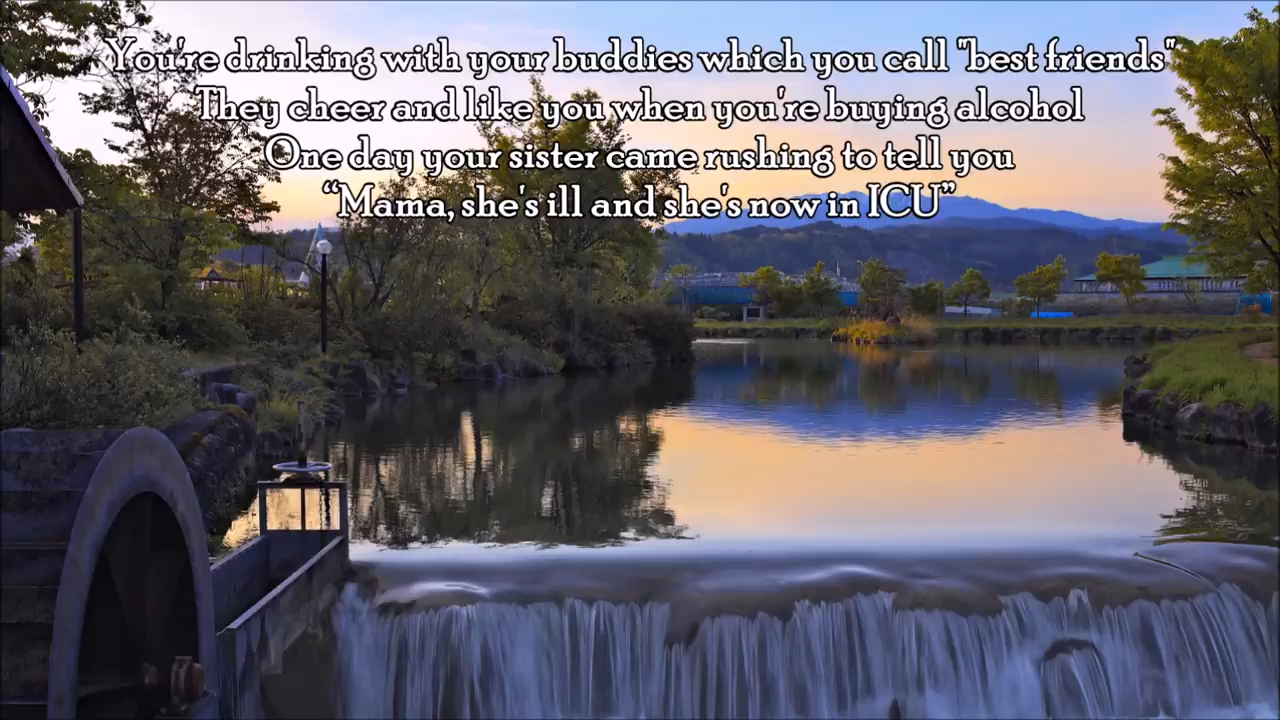 You're drinking with your buddies which you call "best friends"
They cheer and like you when you're buying alcohol
One day your sister came rushing to tell you
“Mama, she's ill and she's now in ICU”